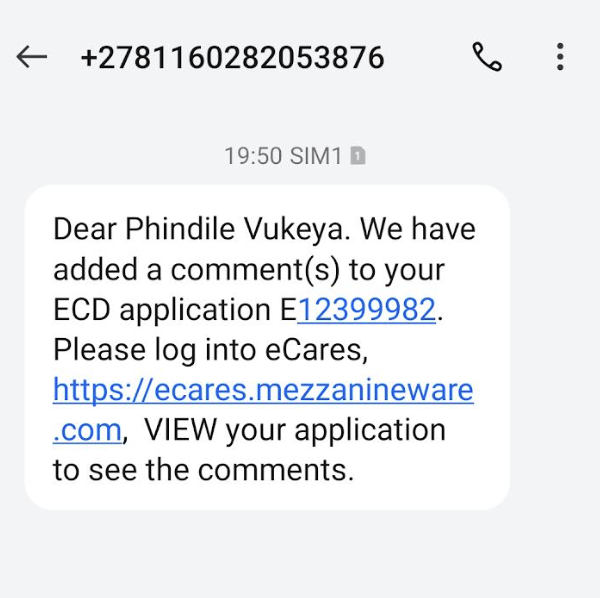 +2781160282053876
19:50 SIM1 1
Dear Phindile Vukeya. We have
added a comment(s) to your
ECD application E12399982.
Please log into eCares,
https://ecares.mezzanineware
.com,  VIEW your application
to see the comments.